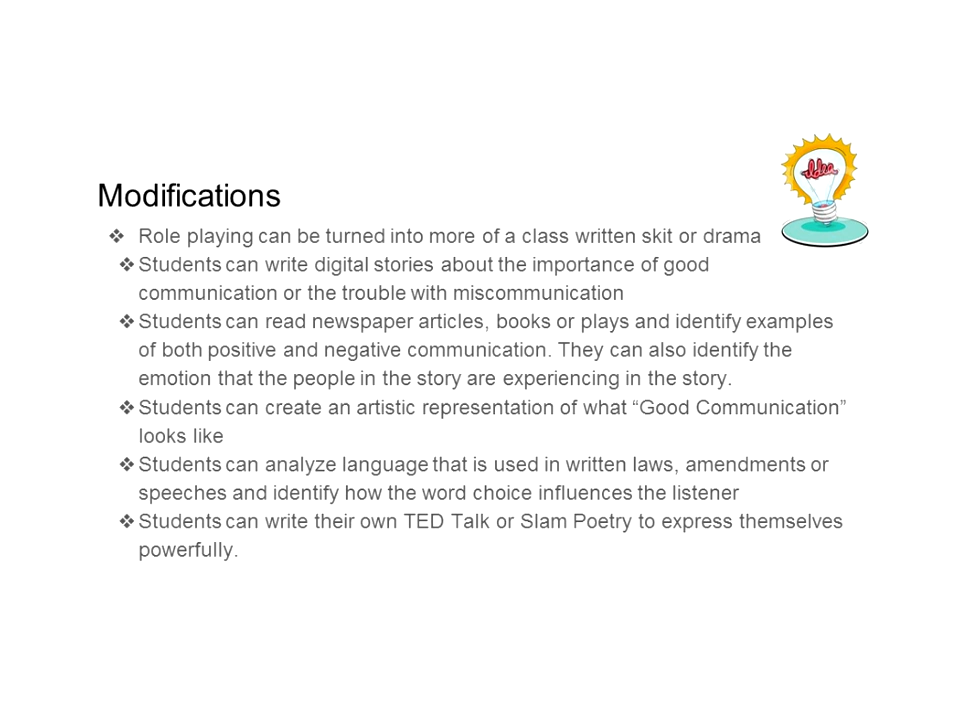 Idea
Modifications
❖ Role playing can be turned into more of a class written skit or drama
❖ Students can write digital stories about the importance of good
communication or the trouble with miscommunication
❖ Students can read newspaper articles, books or plays and identify examples
of both positive and negative communication. They can also identify the
emotion that the people in the story are experiencing in the story.
❖ Students can create an artistic representation of what “Good Communication”
looks like
❖ Students can analyze language that is used in written laws, amendments or
speeches and identify how the word choice influences the listener
❖ Students can write their own TED Talk or Slam Poetry to express themselves
powerfully.